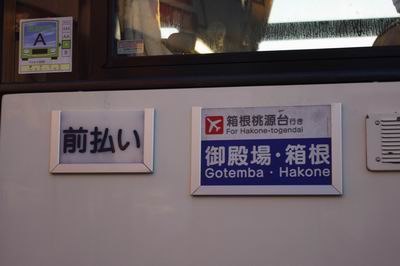 A
前払い
箱根桃源台行き
For Hakone-togendai
御殿場・箱根
Gotemba・Hakone